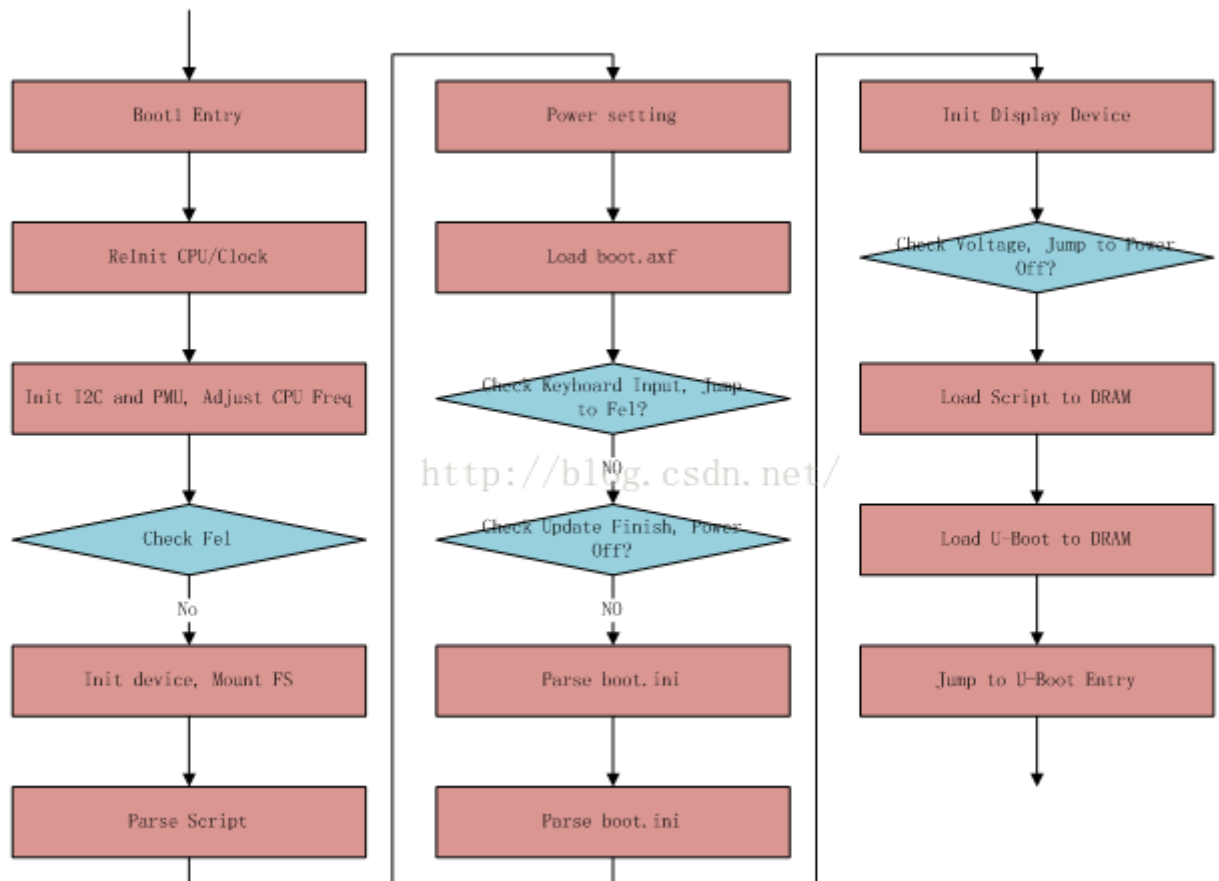 Boot1 Entry
ReInit CPU/Clock
Init I2C and PMU, Adjust CPU Freq
Check Fel
No
Init device, Mount FS
Parse Script
Power setting
Load boot.axf
Check Keyboard Input, Jump
to Fel?
NO
Check Update Finish, Power
Off?
NO
Parse boot.ini
Parse boot.ini
Init Display Device
Check Voltage, Jump to Power
Off?
Load Script to DRAM
Load U-Boot to DRAM
Jump to U-Boot Entry
http://blog.csdn.net/